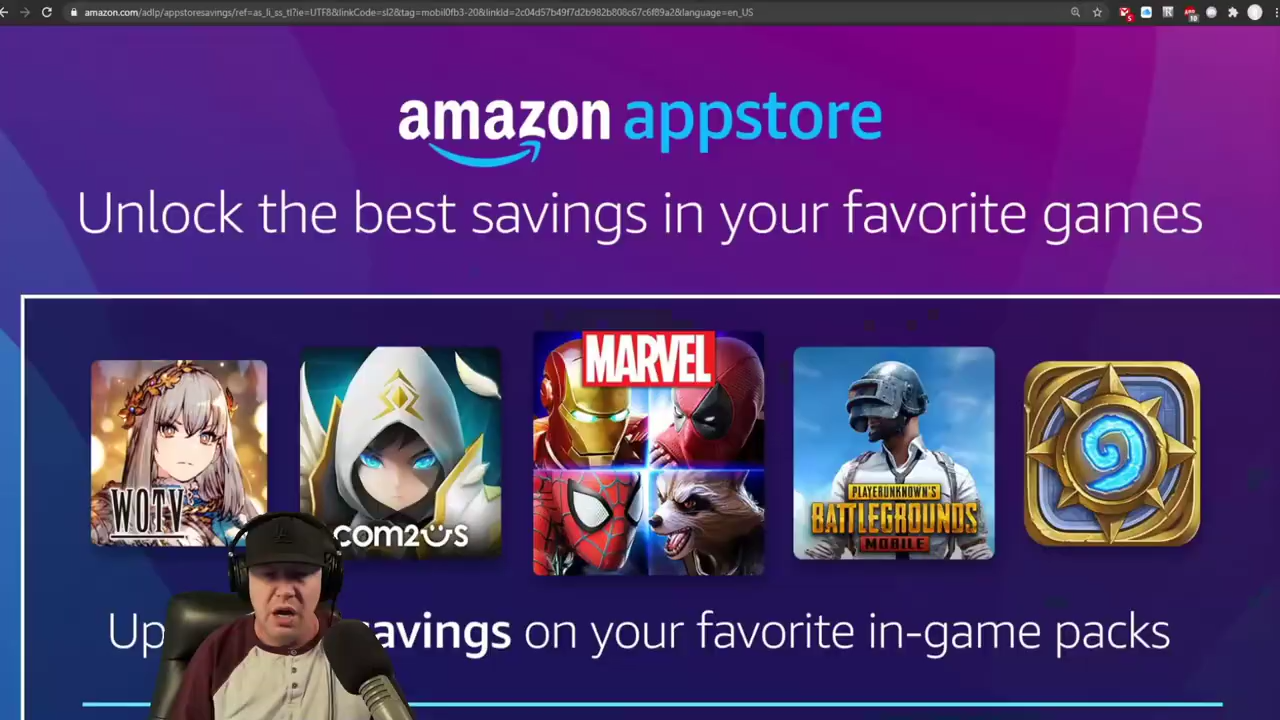 amazon.com/adlp/appstoresavings/ref=as_li_ss_tl?ie=UTF8&linkCode=sl2&tag=mobil0fb3-20&linkId=2c04d57b49f7d2b982b808c67c6f89a2&language=en_US
amazon appstore
Unlock the best savings in your favorite games
MARVEL
WOTV
com2us
PLAYERUNKNOWN'S
BATTLEGROUNDS
MOBILE
Up savings on your favorite in-game packs